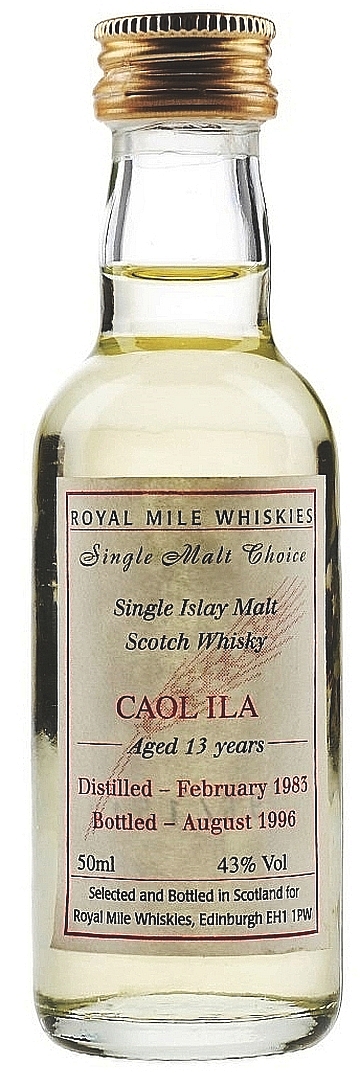 ROYAL MILE WHISKIES
Single Malt Choice
Single Islay Malt
Scotch Whisky
CAOL ILA
Aged 13 years
Distilled – February 1983
Bottled – August 1996
50ml 43% Vol
Selected and Bottled in Scotland for
Royal Mile Whiskies, Edinburgh EH1 1PW